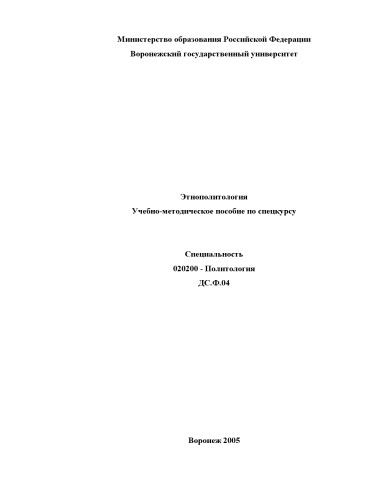 Министерство образования Российской Федерации
Воронежский государственный университет
Этнополитология
Учебно-методическое пособие по спецкурсу
Специальность
020200 - Политология
ДС.Ф.04
Воронеж 2005